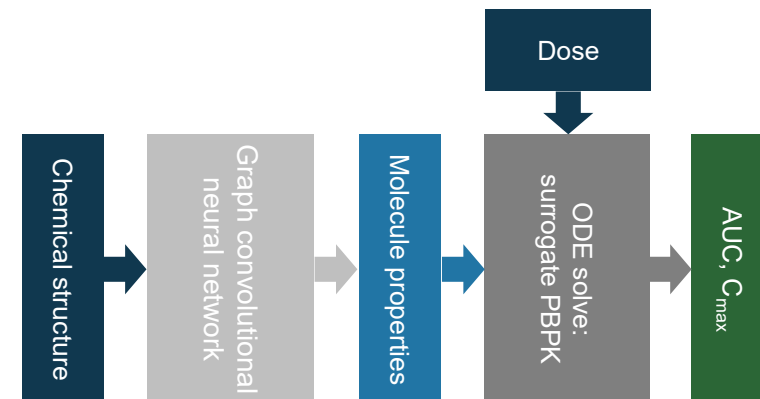 Dose
Chemical structure
Graph convolutional
neural network
Molecule properties
ODE solve:
surrogate PBPK
AUC, Cmax